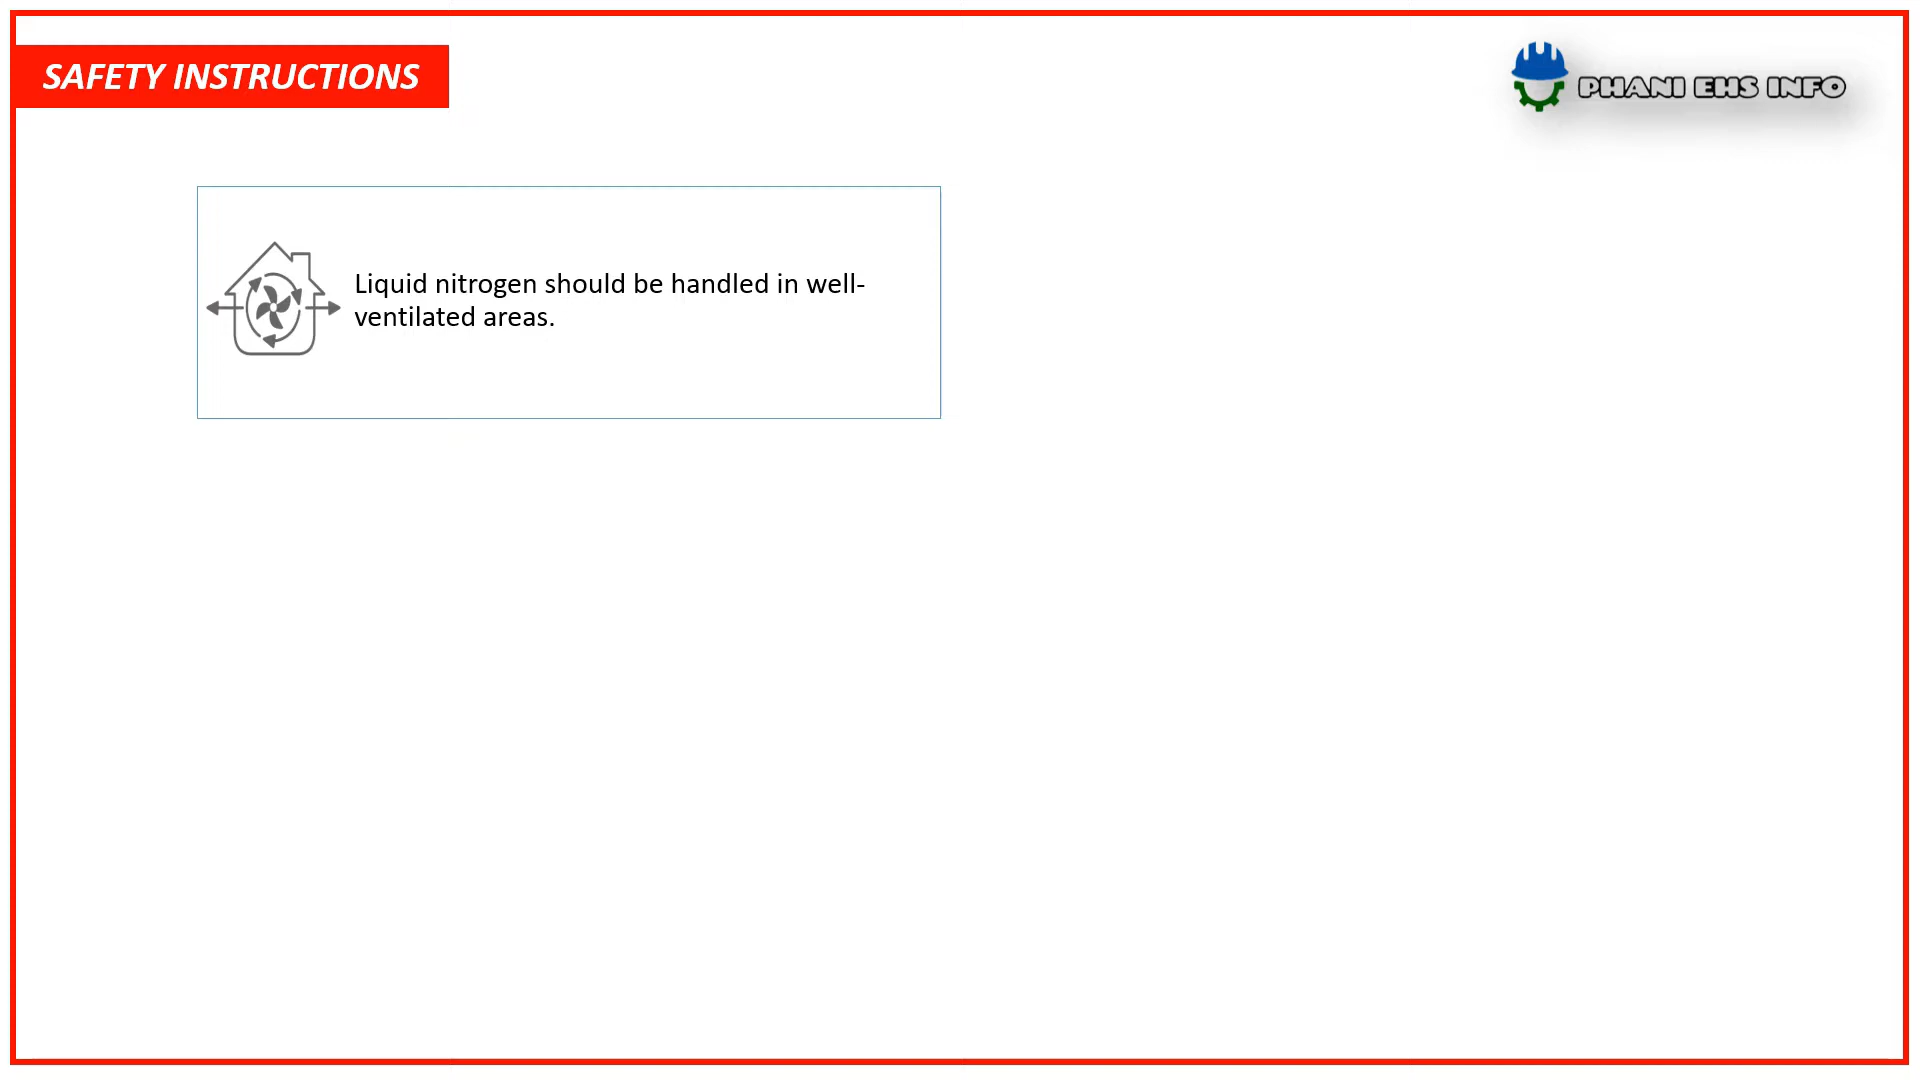 SAFETY INSTRUCTIONS
PHANI EHS INFO
Liquid nitrogen should be handled in well-
ventilated areas.